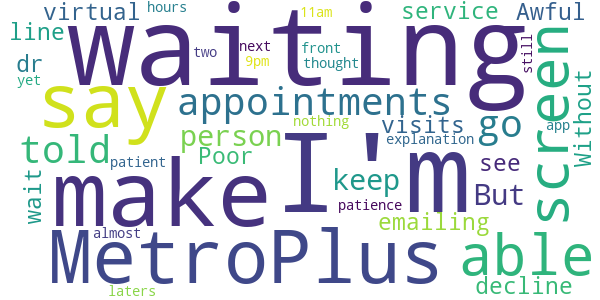 virtual hours 11am service Awful
line waiting two next front still
dr 9pm thought screen
yet say appointments app Without
told person nothing visits go
patient Poor I'm explanation see
wait make keep patience But
almost MetroPlus emailing able
laters decline